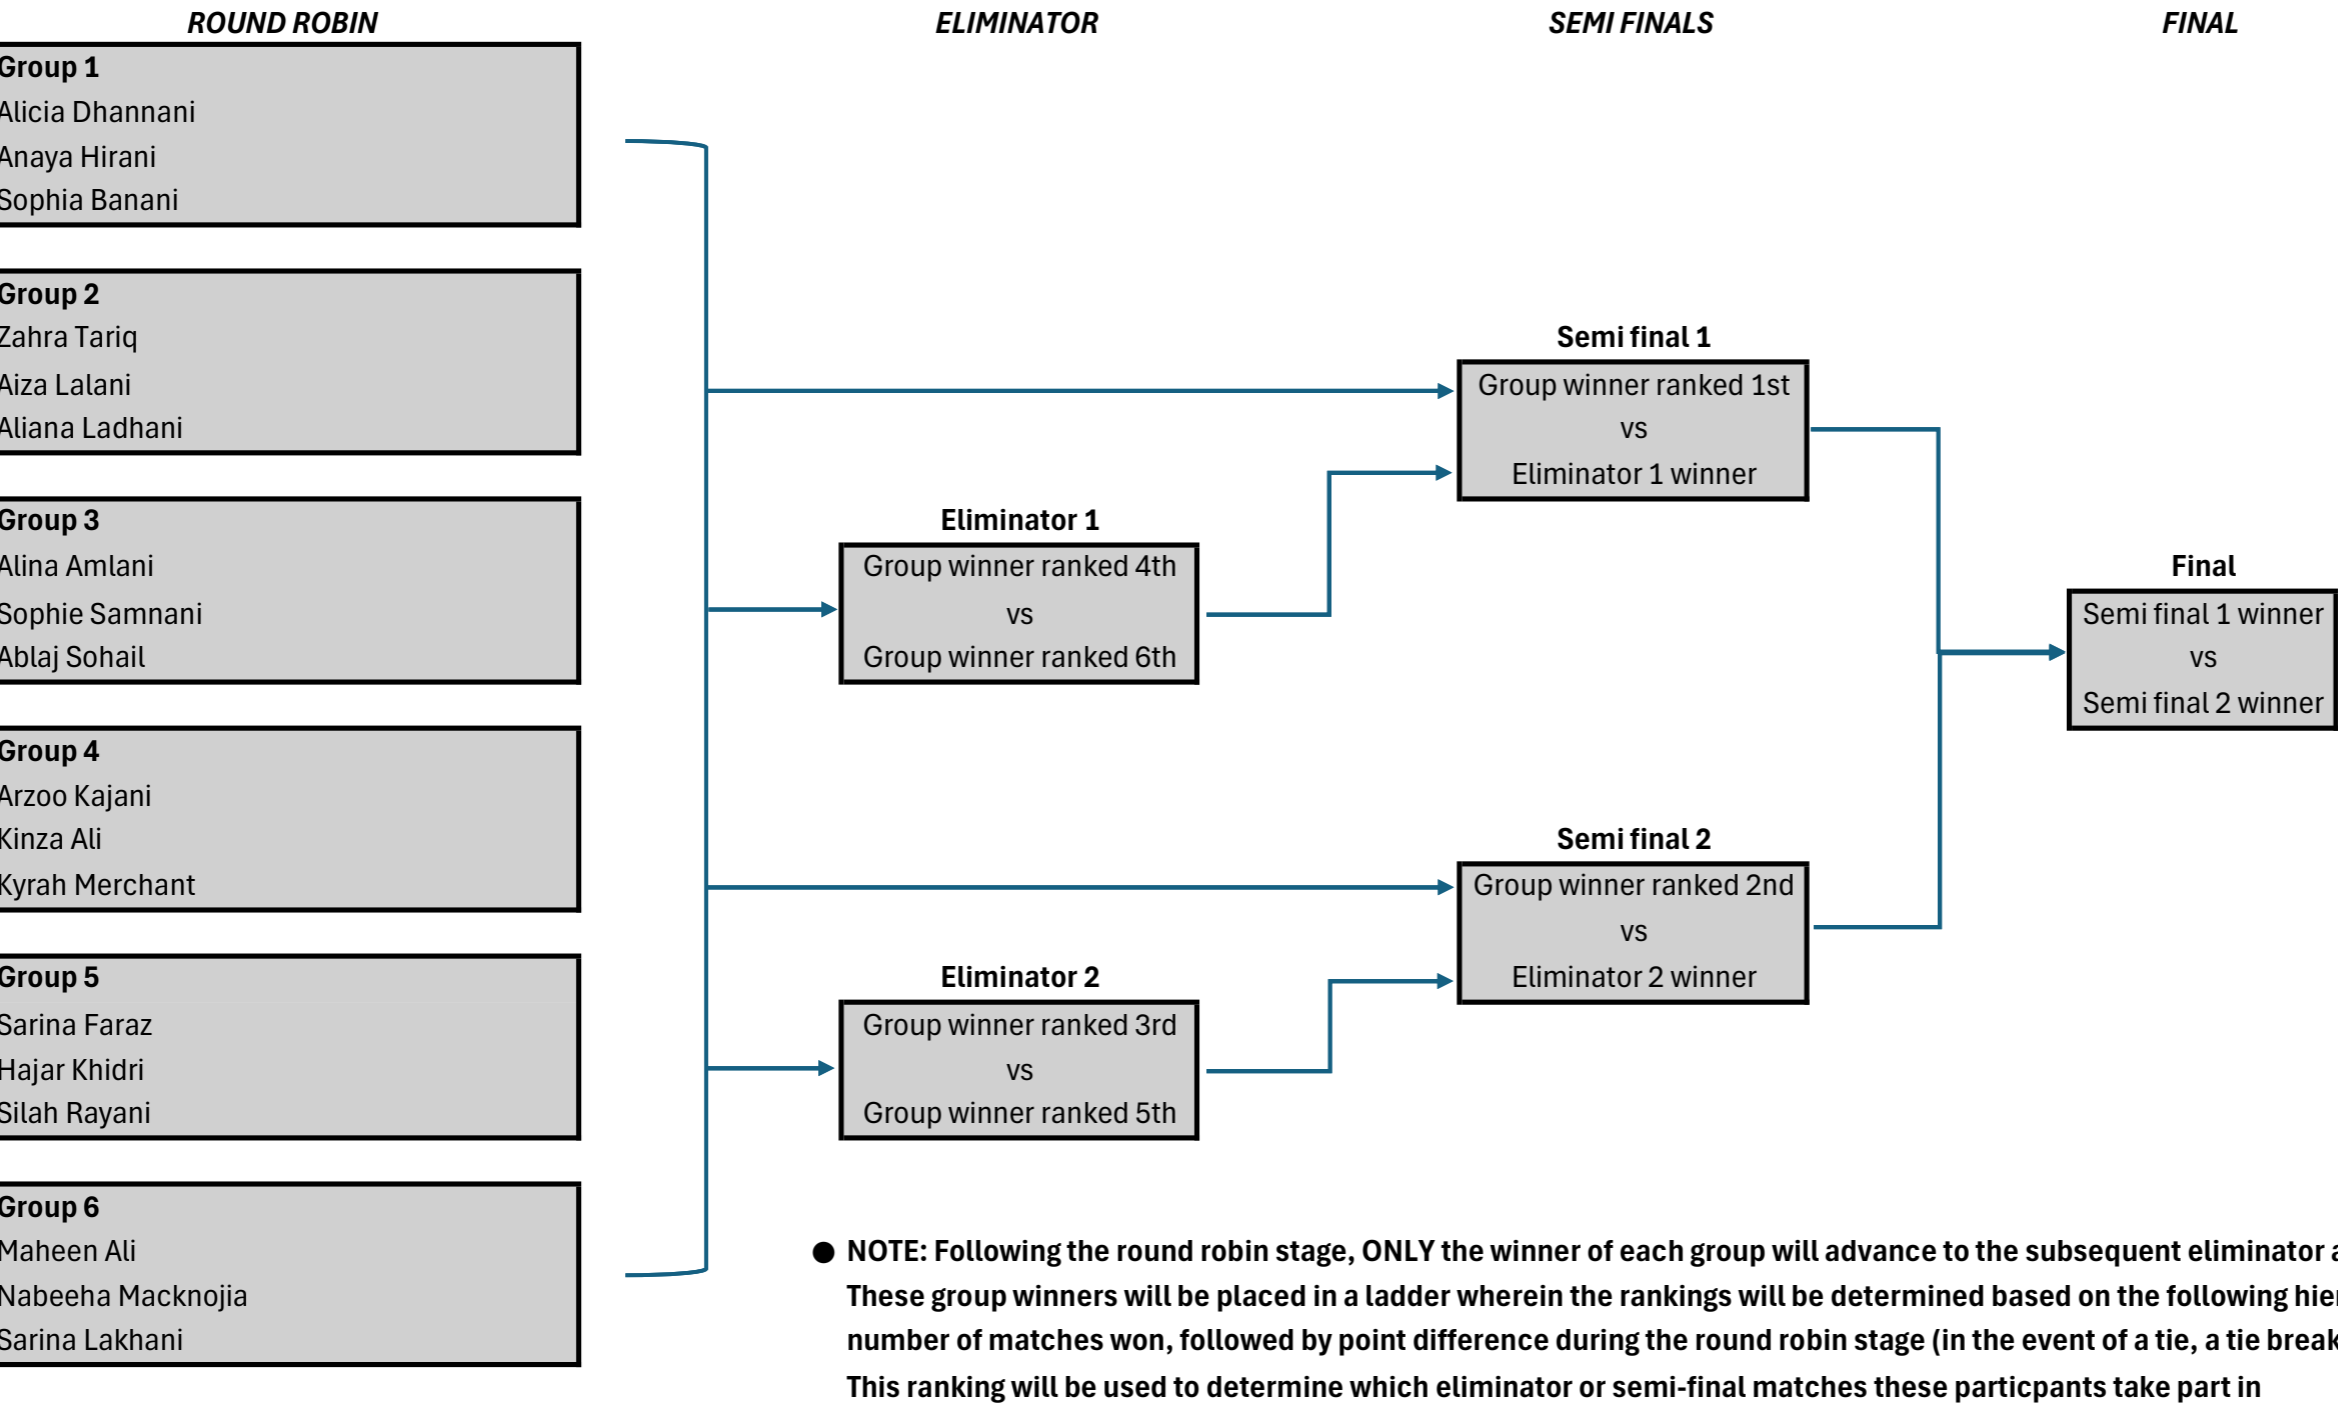 ROUND ROBIN
ELIMINATOR
SEMI FINALS
FINAL
Group 1
Alicia Dhannani
Anaya Hirani
Sophia Banani
Group 2
Zahra Tariq
Aiza Lalani
Aliana Ladhani
Group 3
Alina Amlani
Sophie Samnani
Ablaj Sohail
Group 4
Arzoo Kajani
Kinza Ali
Kyrah Merchant
Group 5
Sarina Faraz
Hajar Khidri
Silah Rayani
Group 6
Maheen Ali
Nabeeha Macknojia
Sarina Lakhani
Eliminator 1
Group winner ranked 4th
vs
Group winner ranked 6th
Eliminator 2
Group winner ranked 3rd
vs
Group winner ranked 5th
Semi final 1
Group winner ranked 1st
vs
Eliminator 1 winner
Semi final 2
Group winner ranked 2nd
vs
Eliminator 2 winner
Final
Semi final 1 winner
vs
Semi final 2 winner
● NOTE: Following the round robin stage, ONLY the winner of each group will advance to the subsequent eliminator
These group winners will be placed in a ladder wherein the rankings will be determined based on the following
number of matches won, followed by point difference during the round robin stage (in the event of a tie, a tie break
This ranking will be used to determine which eliminator or semi-final matches these particpants take part in